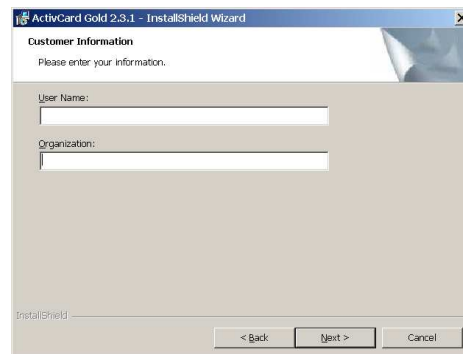 ActivCard Gold 2.3.1 - InstallShield Wizard
Customer Information
Please enter your information.
User Name:
Organization:
InstallShield
< Back Next > Cancel